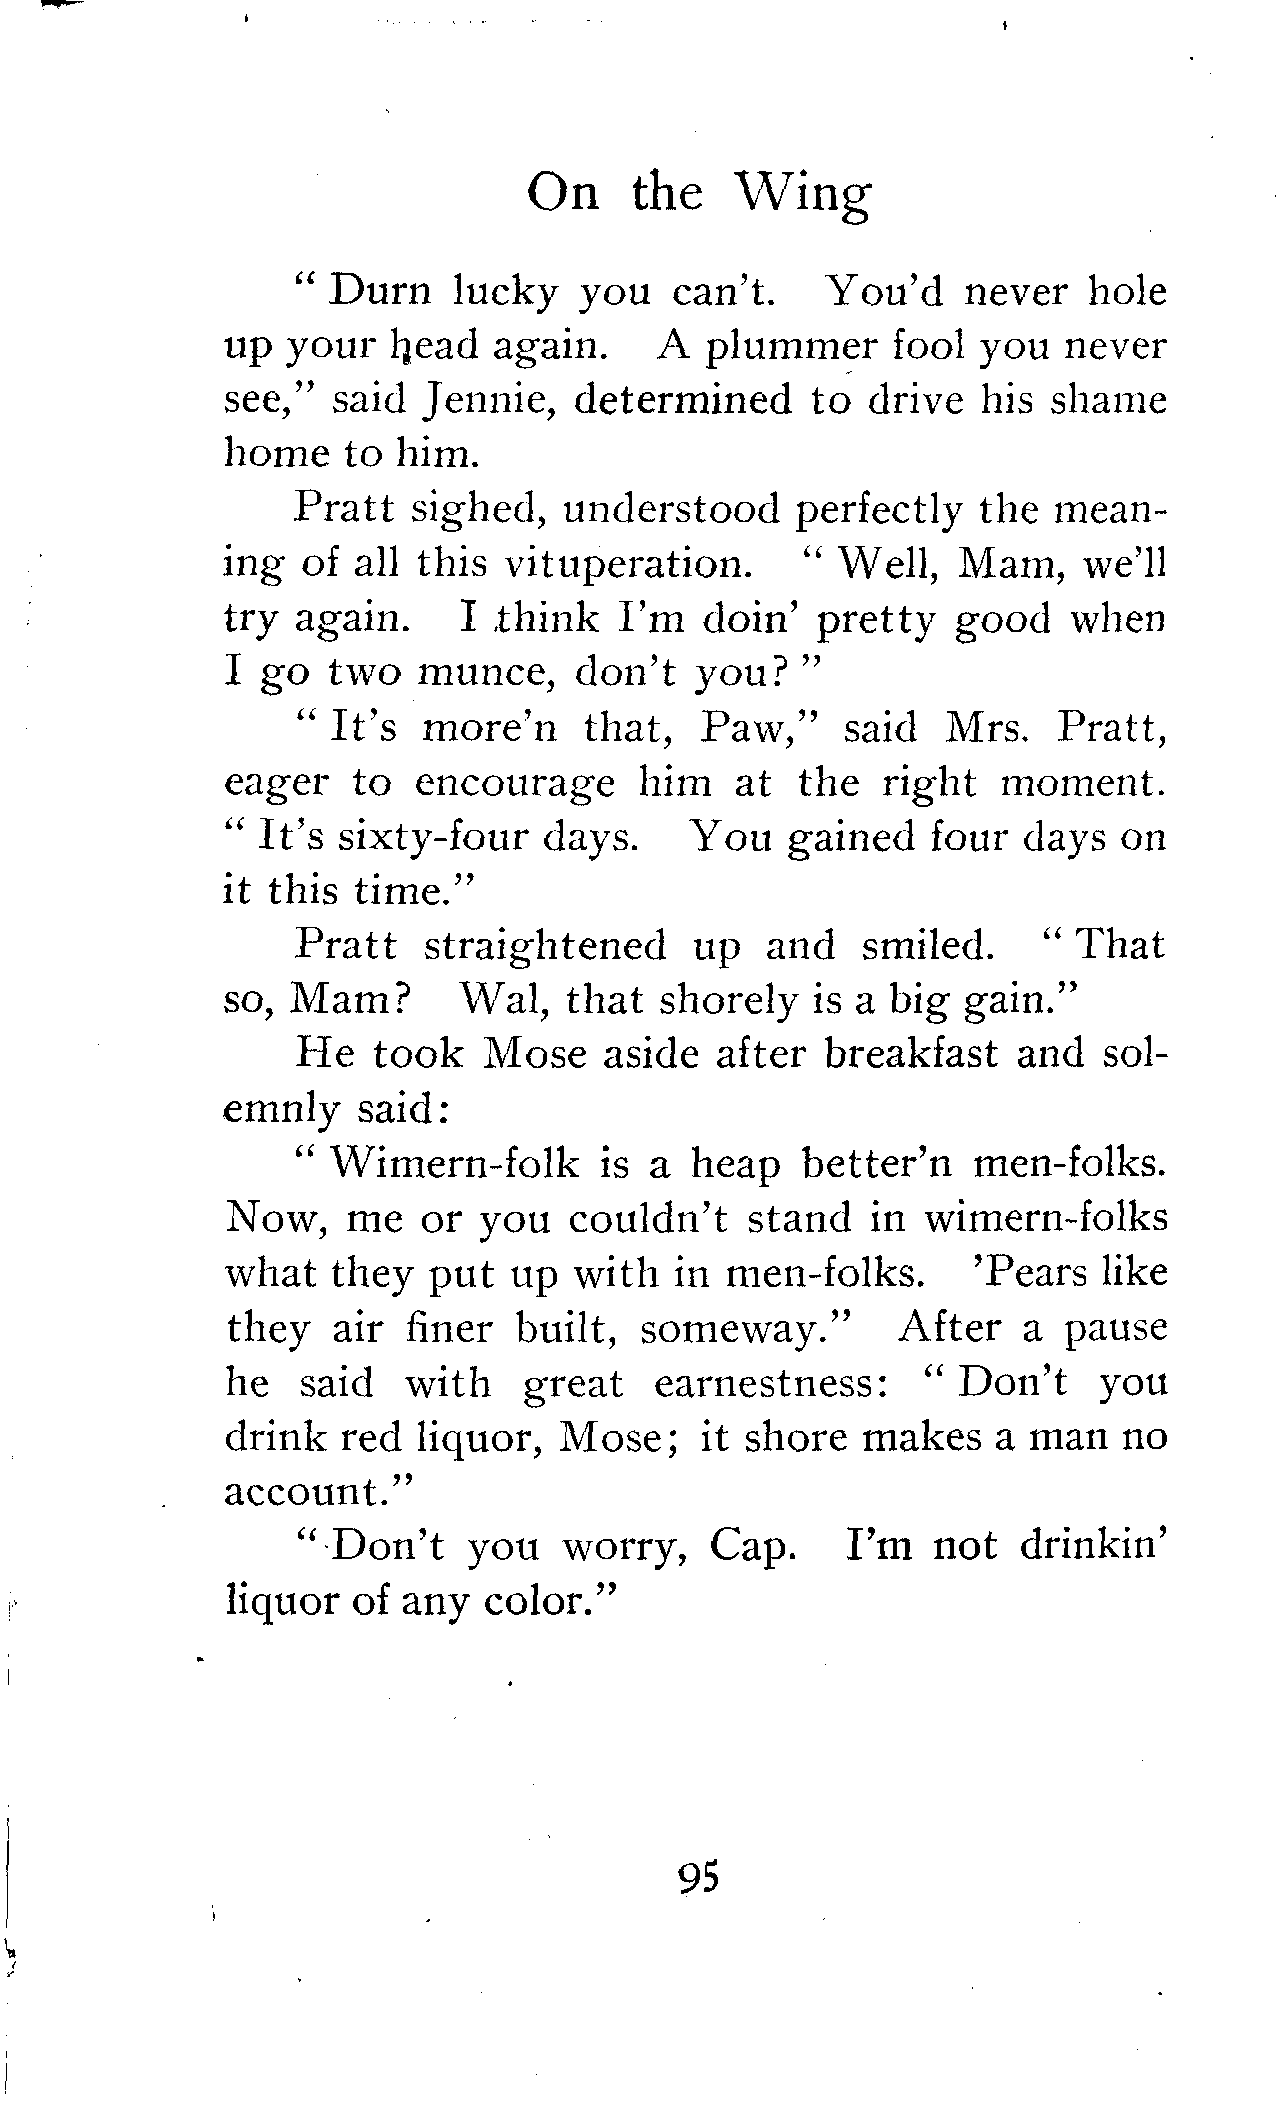 On the Wing
“ Durn lucky you can’t. You’d never hole
up your head again. A plummer fool you never
see,” said Jennie, determined to drive his shame
home to him.
Pratt sighed, understood perfectly the mean-
ing of all this vituperation. “ Well, Mam, we’ll
try again. I think I’m doin’ pretty good when
I go two munce, don’t you? ”
“ It’s more’n that, Paw,” said Mrs. Pratt,
eager to encourage him at the right moment.
“ It’s sixty-four days. You gained four days on
it this time.”
Pratt straightened up and smiled. “ That
so, Mam? Wal, that shorely is a big gain.”
He took Mose aside after breakfast and sol-
emnly said:
“ Wimern-folk is a heap better’n men-folks.
Now, me or you couldn’t stand in wimern-folks
what they put up with in men-folks. ’Pears like
they air finer built, someway.” After a pause
he said with great earnestness: “ Don’t you
drink red liquor, Mose; it shore makes a man no
account.”
“ Don’t you worry, Cap. I’m not drinkin’
liquor of any color.”
95